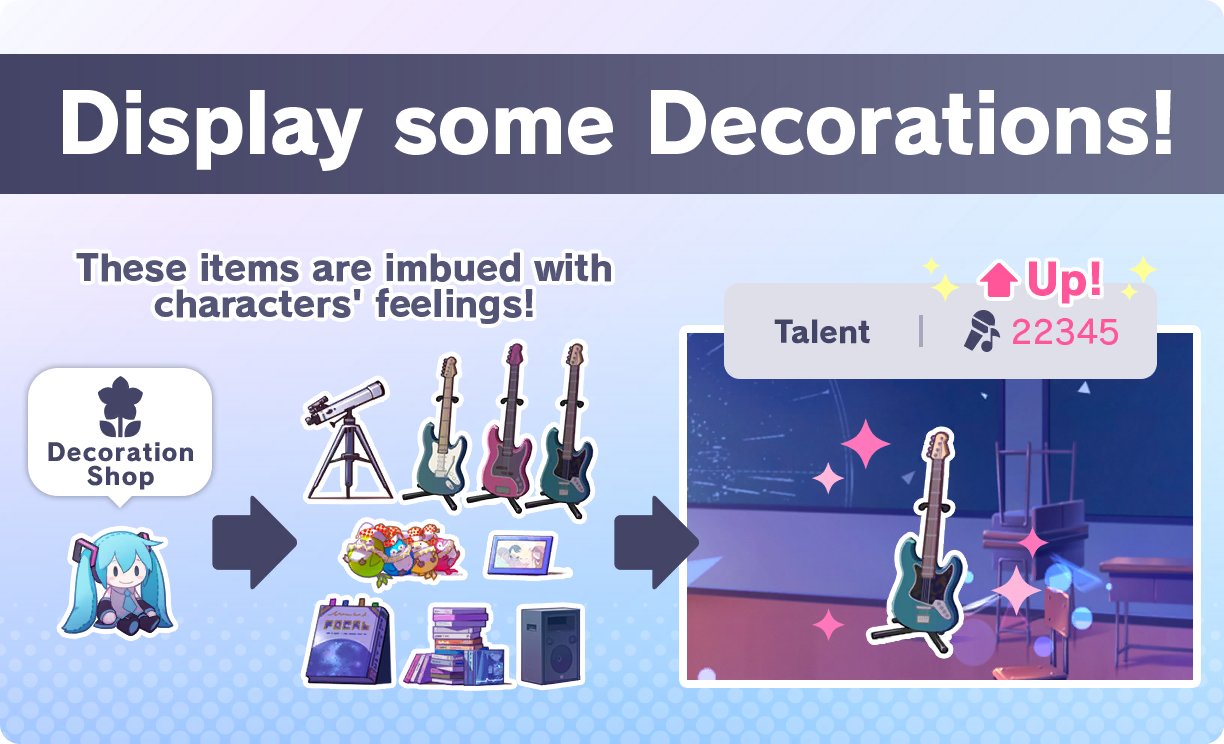 Display some Decorations!
These items are imbued with
characters' feelings!
Decoration
Shop
Up!
Talent | 22345